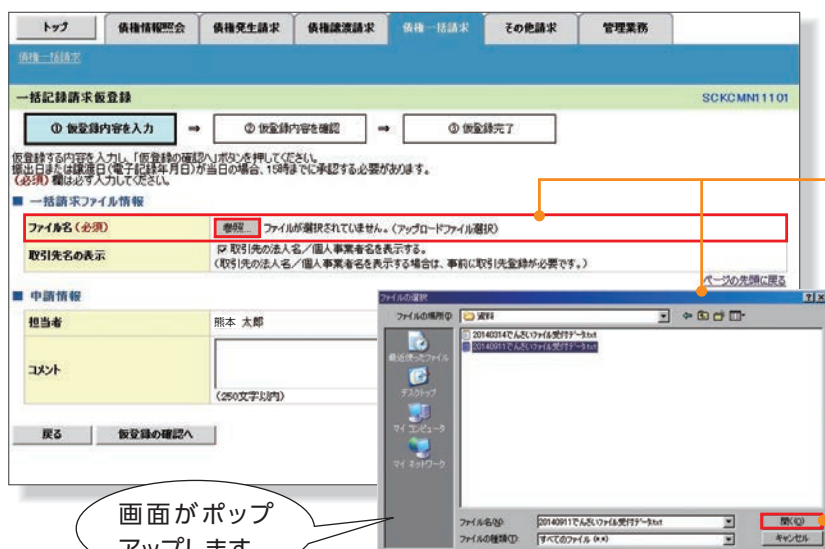 トップ 債権情報照会 債権発生請求 債権譲渡請求 債権一括請求 その他請求 管理業務
債権一括請求
一括記録請求仮登録 SCKCMN11101
① 仮登録内容を入力 ➡ ② 仮登録内容を確認 ➡ ③ 仮登録完了
仮登録する内容を入力し、「仮登録の確認へ」ボタンを押してください。
振出日または譲渡日(電子記録年月日)が当日の場合、15時までに承認する必要があります。
(必須)欄は必ず入力してください。
■ 一括請求ファイル情報
ファイル名(必須) 参照... ファイルが選択されていません。(アップロードファイル選択)
取引先名の表示 取引先の法人名/個人事業者名を表示する。
(取引先の法人名/個人事業者名を表示する場合は、事前に取引先登録が必要です。)
ページの先頭に戻る
■ 申請情報
担当者 熊本 太郎
コメント
(250文字以内)
戻る 仮登録の確認へ
ファイルの選択
ファイルの場所(I): 資料
20140314でんさいファイル受付データ.txt
20140911でんさいファイル受付データ.txt
最近使ったファイル
デスクトップ
マイ コンピュータ
マイ ネットワーク
ファイル名(N): 20140911でんさいファイル受付データ.txt 開く(O)
ファイルの種類(T): すべてのファイル (*.*) キャンセル
画面がポップ
アップします